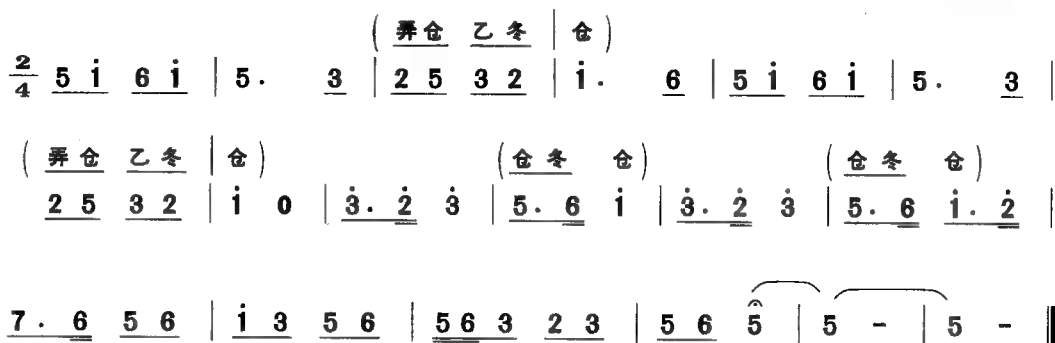 ( 弄仓 乙冬 | 仓 )
2/4 5 i̇ 6 i̇ | 5. 3 | 2 5 3 2 | i̇. 6 | 5 i̇ 6 i̇ | 5. 3 |
( 弄仓 乙冬 | 仓 ) ( 仓冬 仓 ) ( 仓冬 仓 )
2 5 3 2 | i̇ 0 | 3̇. 2̇ 3̇ | 5. 6 i̇ | 3̇. 2̇ 3̇ | 5. 6 i̇. 2̇ |
7. 6 5 6 | i̇ 3 5 6 | 5 6 3 2 3 | 5 6 5 | 5 - | 5 - ‖